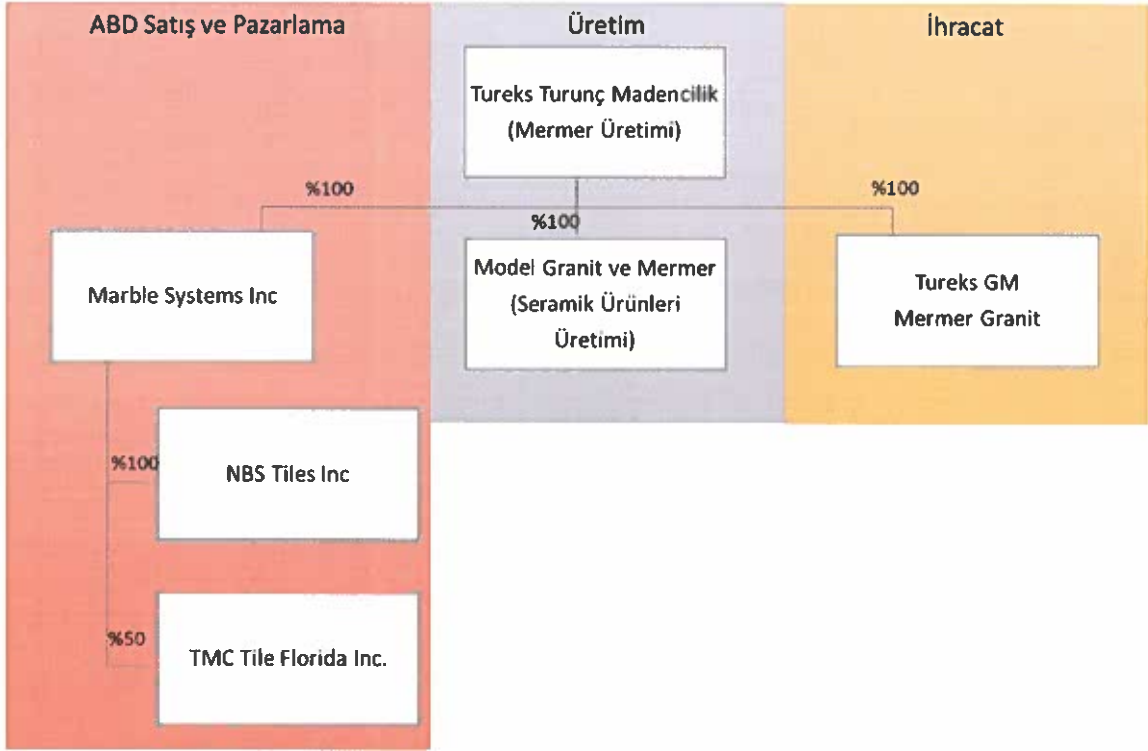 ABD Satış ve Pazarlama
Üretim
İhracat
Tureks Turunç Madencilik
(Mermer Üretimi)
%100
%100
%100
Marble Systems Inc
Model Granit ve Mermer
(Seramik Ürünleri
Üretimi)
Tureks GM
Mermer Granit
%100
NBS Tiles Inc
%50
TMC Tile Florida Inc.